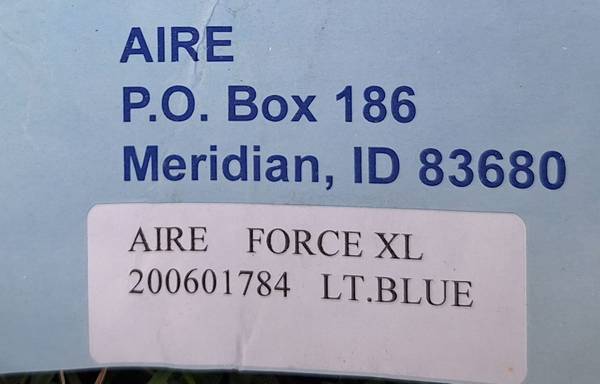 AIRE
P.O. Box 186
Meridian, ID 83680
AIRE FORCE XL
200601784 LT.BLUE